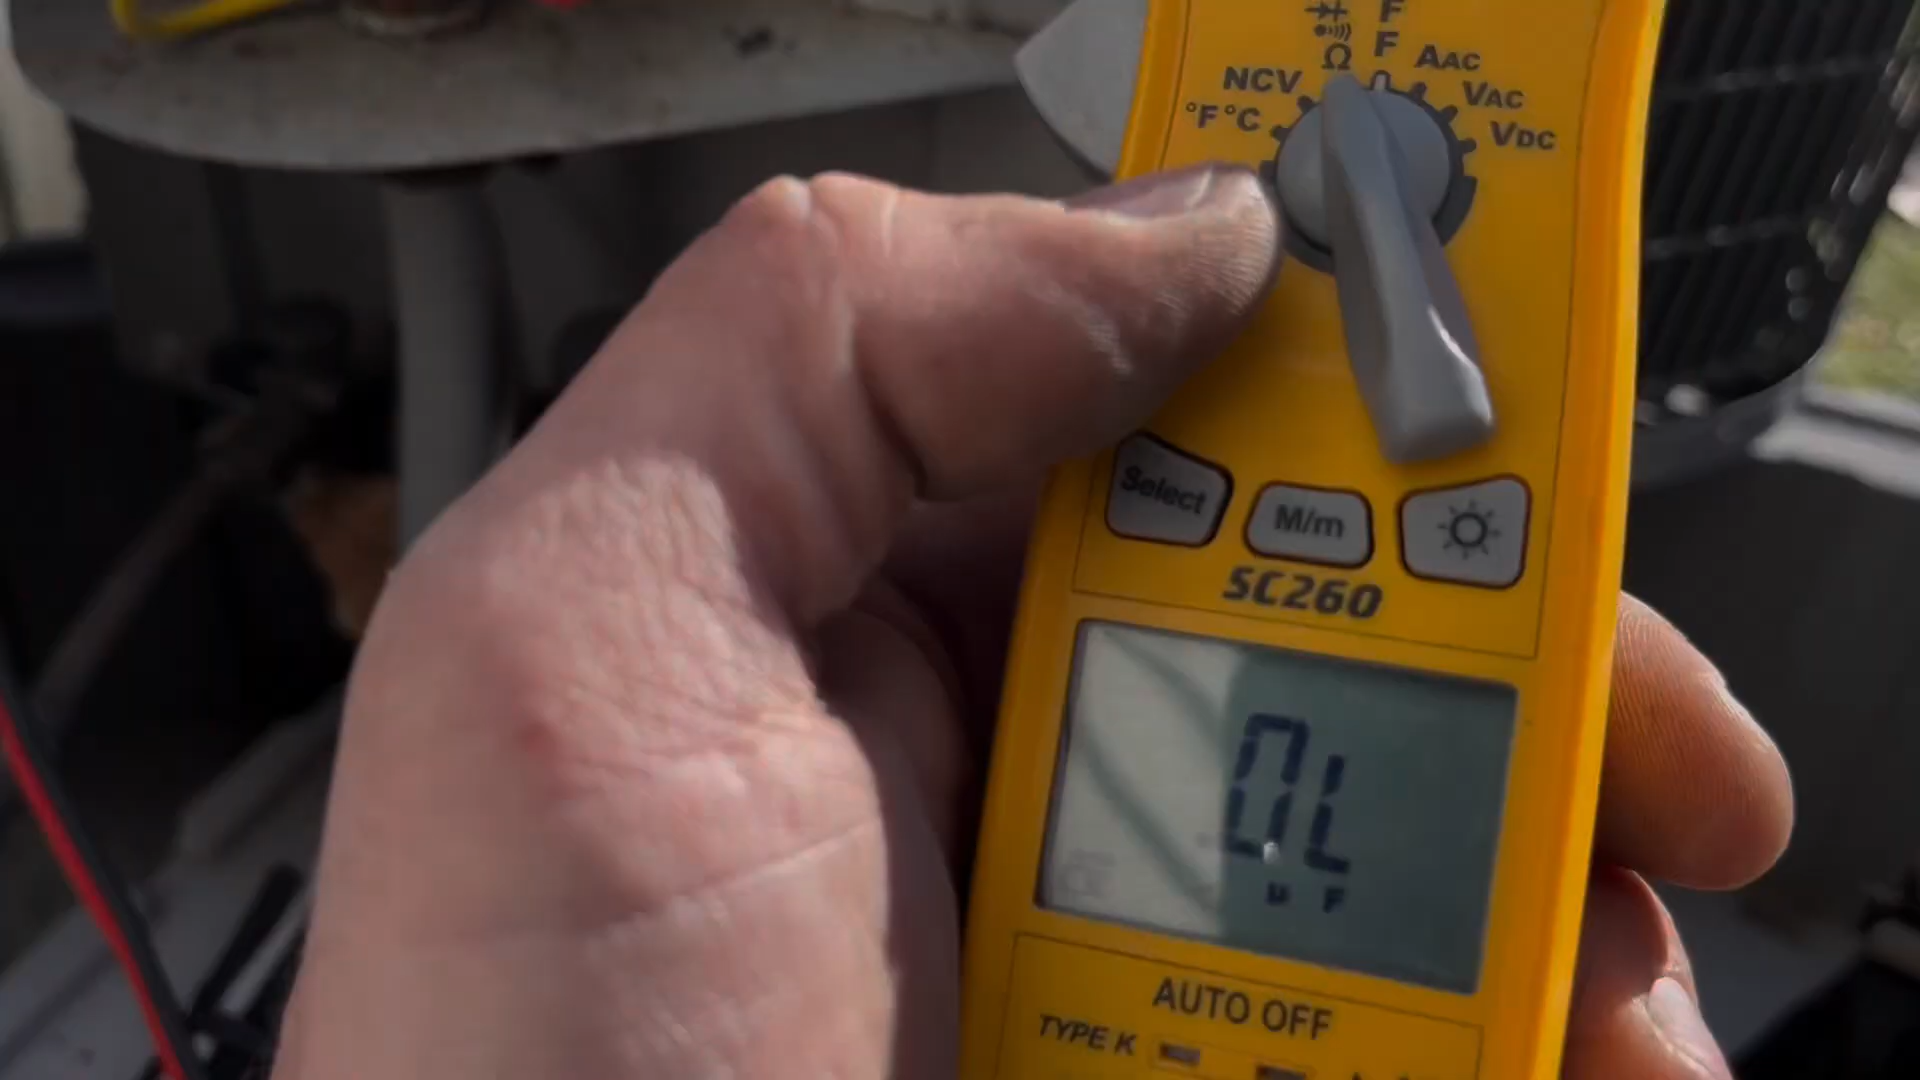 F
F
Ω
AAC
NCV
VAC
°F°C
VDC
Select
M/m
SC260
OL
µF
AUTO OFF
TYPE K